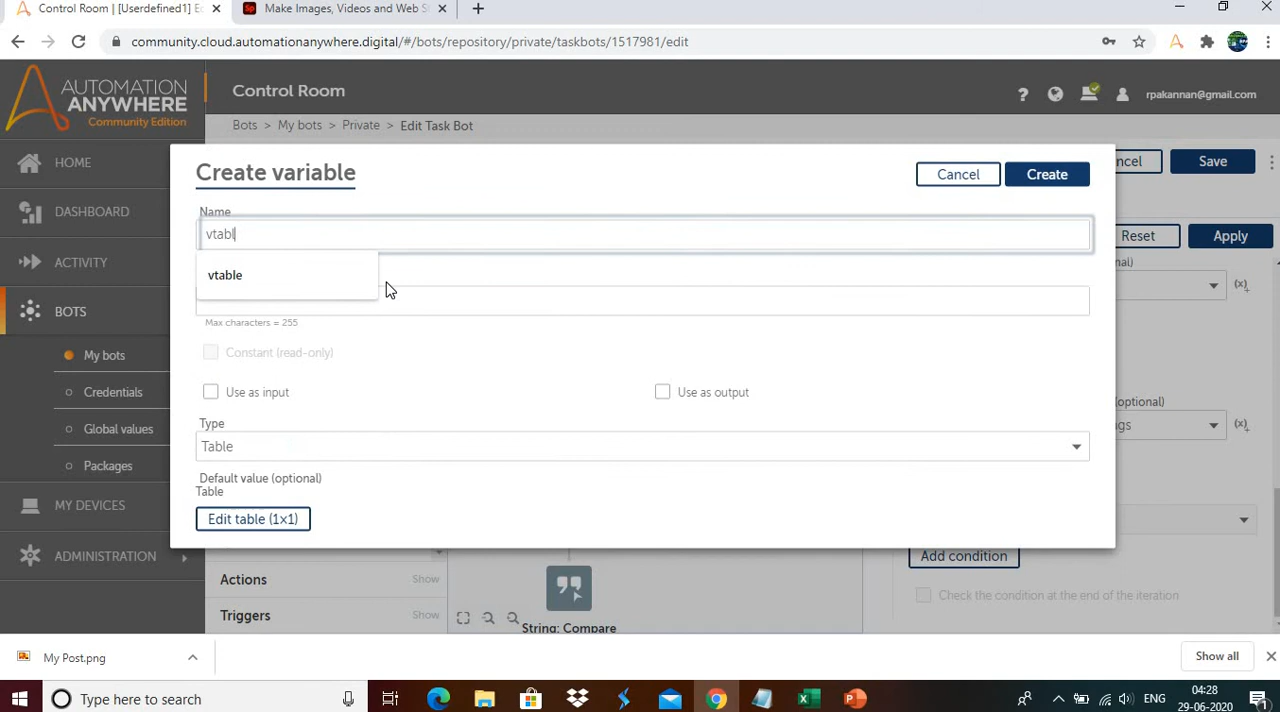 Control Room | [Userdefined1] E
Make Images, Videos and Web S
community.cloud.automationanywhere.digital/#/bots/repository/private/taskbots/1517981/edit
AUTOMATION
ANYWHERE
Community Edition
Control Room
rpakannan@gmail.com
Bots > My bots > Private > Edit Task Bot
HOME
DASHBOARD
ACTIVITY
BOTS
My bots
Credentials
Global values
Packages
MY DEVICES
ADMINISTRATION
Create variable
Cancel
Create
Name
vtabl
vtable
Max characters = 255
Constant (read-only)
Use as input
Use as output
Type
Table
Default value (optional)
Table
Edit table (1x1)
ncel
Save
Reset
Apply
nal)
(x)
(optional)
ngs
(x)
Add condition
Check the condition at the end of the iteration
Actions
Show
Triggers
Show
String: Compare
My Post.png
Show all
Type here to search
ENG
04:28
29-06-2020